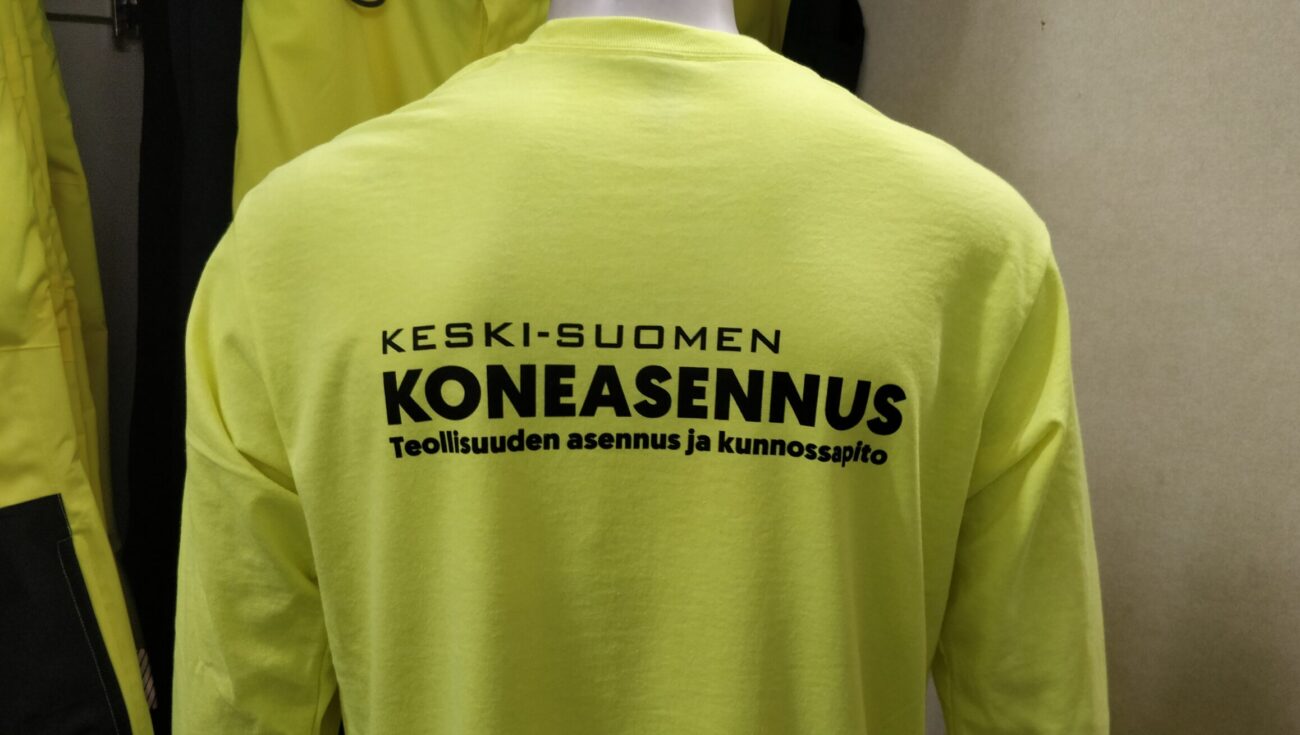 KESKI-SUOMEN
KONEASENNUS
Teollisuuden asennus ja kunnossapito